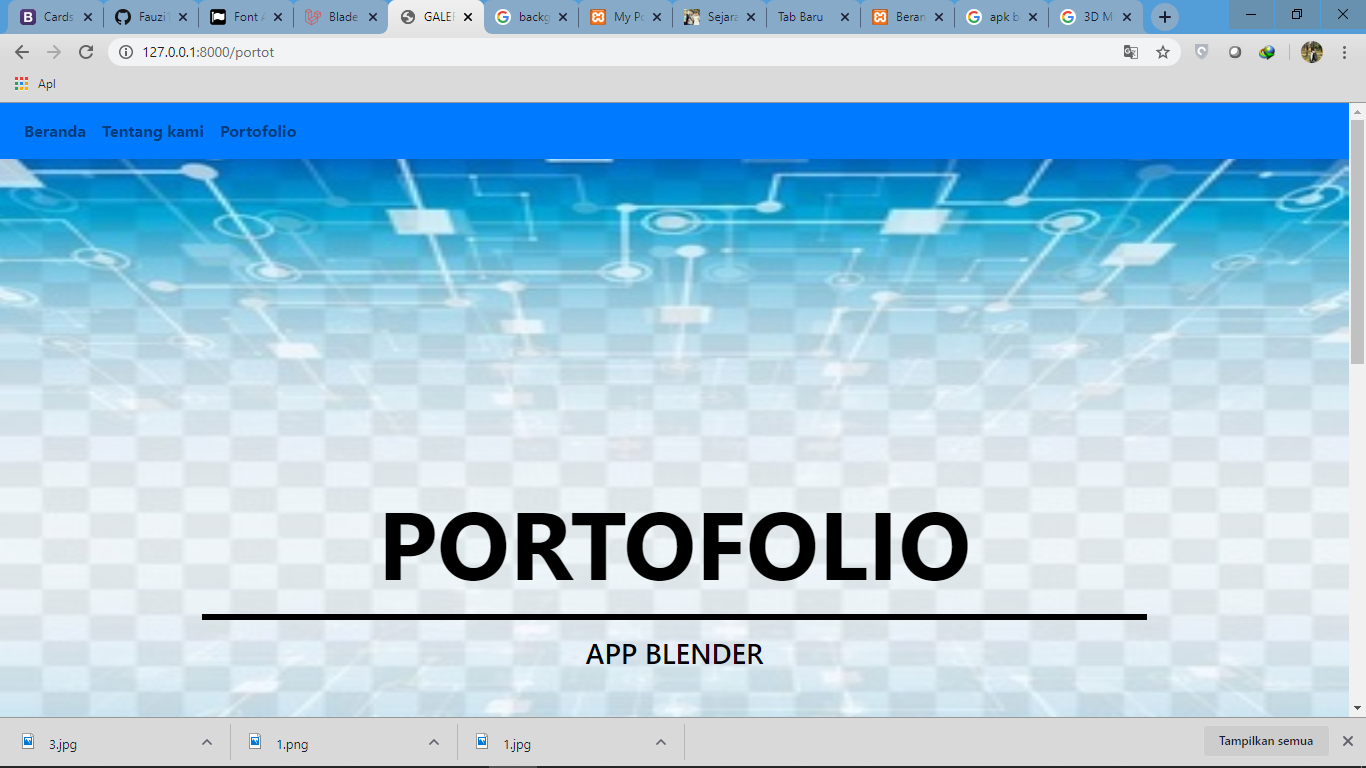 Cards
Fauzi
Font A
Blade
GALE
backg
My P
Sejara
Tab Baru
Beran
apk b
3D M
127.0.0.1:8000/portot
Apl
Beranda Tentang kami Portofolio
PORTOFOLIO
APP BLENDER
3.jpg 1.png 1.jpg Tampilkan semua